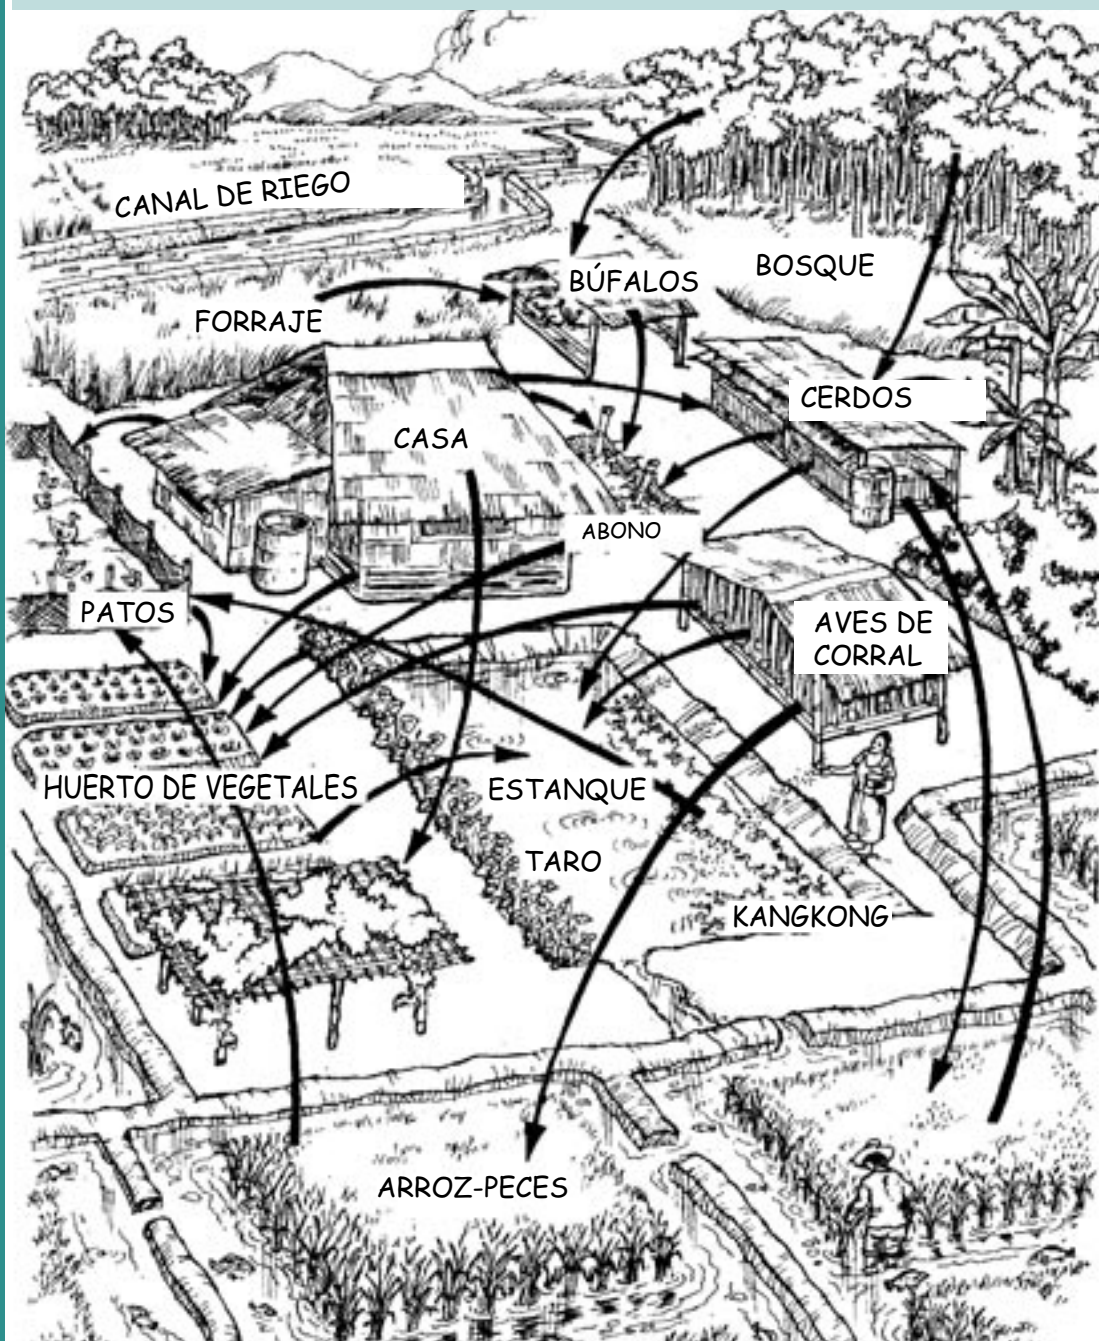 CANAL DE RIEGO
BÚFALOS
BOSQUE
FORRAJE
CERDOS
CASA
ABONO
PATOS
AVES DE
CORRAL
HUERTO DE VEGETALES
ESTANQUE
TARO
KANGKONG
ARROZ-PECES